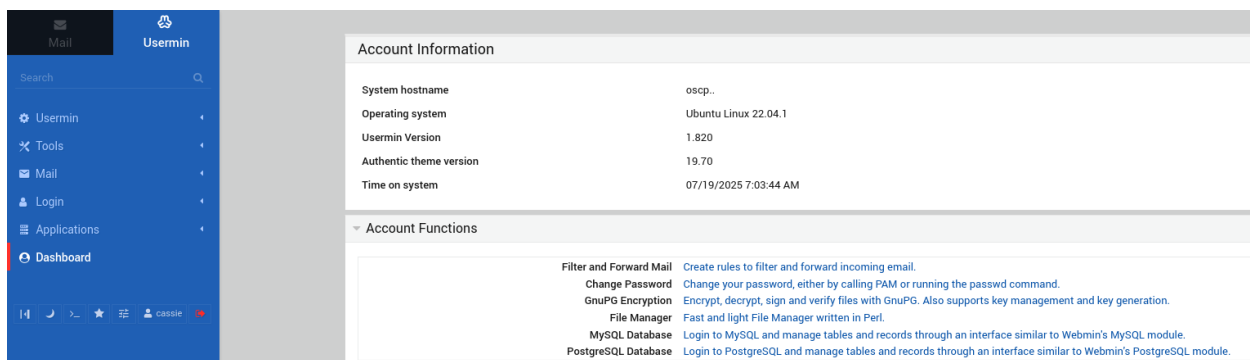 Mail
Usermin
Search
Usermin
Tools
Mail
Login
Applications
Dashboard
cassie
Account Information
System hostname oscp..
Operating system Ubuntu Linux 22.04.1
Usermin Version 1.820
Authentic theme version 19.70
Time on system 07/19/2025 7:03:44 AM
Account Functions
Filter and Forward Mail Create rules to filter and forward incoming email.
Change Password Change your password, either by calling PAM or running the passwd command.
GnuPG Encryption Encrypt, decrypt, sign and verify files with GnuPG. Also supports key management and key generation.
File Manager Fast and light File Manager written in Perl.
MySQL Database Login to MySQL and manage tables and records through an interface similar to Webmin's MySQL module.
PostgreSQL Database Login to PostgreSQL and manage tables and records through an interface similar to Webmin's PostgreSQL module.